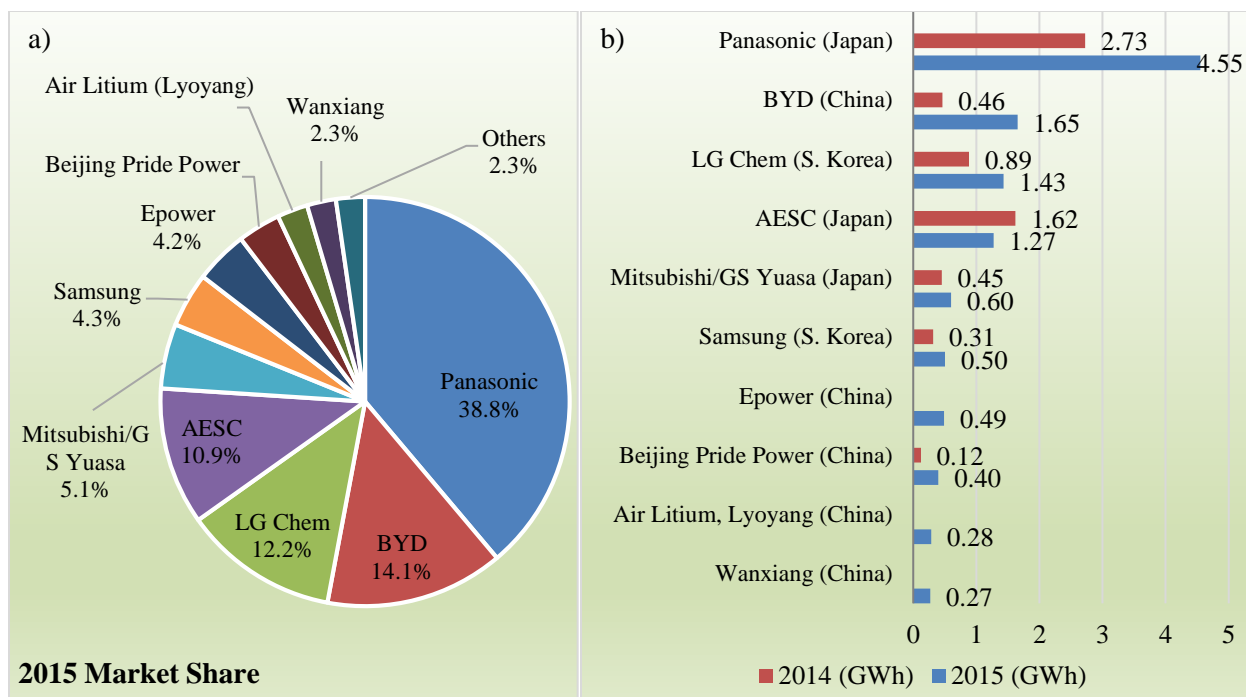 a)
Air Litium (Lyoyang)
Wanxiang
2.3%
Others
2.3%
Beijing Pride Power
Epower
4.2%
Samsung
4.3%
Mitsubishi/G
S Yuasa
5.1%
AESC
10.9%
LG Chem
12.2%
BYD
14.1%
Panasonic
38.8%
2015 Market Share
b)
Panasonic (Japan)
2.73
4.55
BYD (China)
0.46
1.65
LG Chem (S. Korea)
0.89
1.43
AESC (Japan)
1.62
1.27
Mitsubishi/GS Yuasa (Japan)
0.45
0.60
Samsung (S. Korea)
0.31
0.50
Epower (China)
0.49
Beijing Pride Power (China)
0.12
0.40
Air Litium, Lyoyang (China)
0.28
Wanxiang (China)
0.27
0 1 2 3 4 5
2014 (GWh) 2015 (GWh)